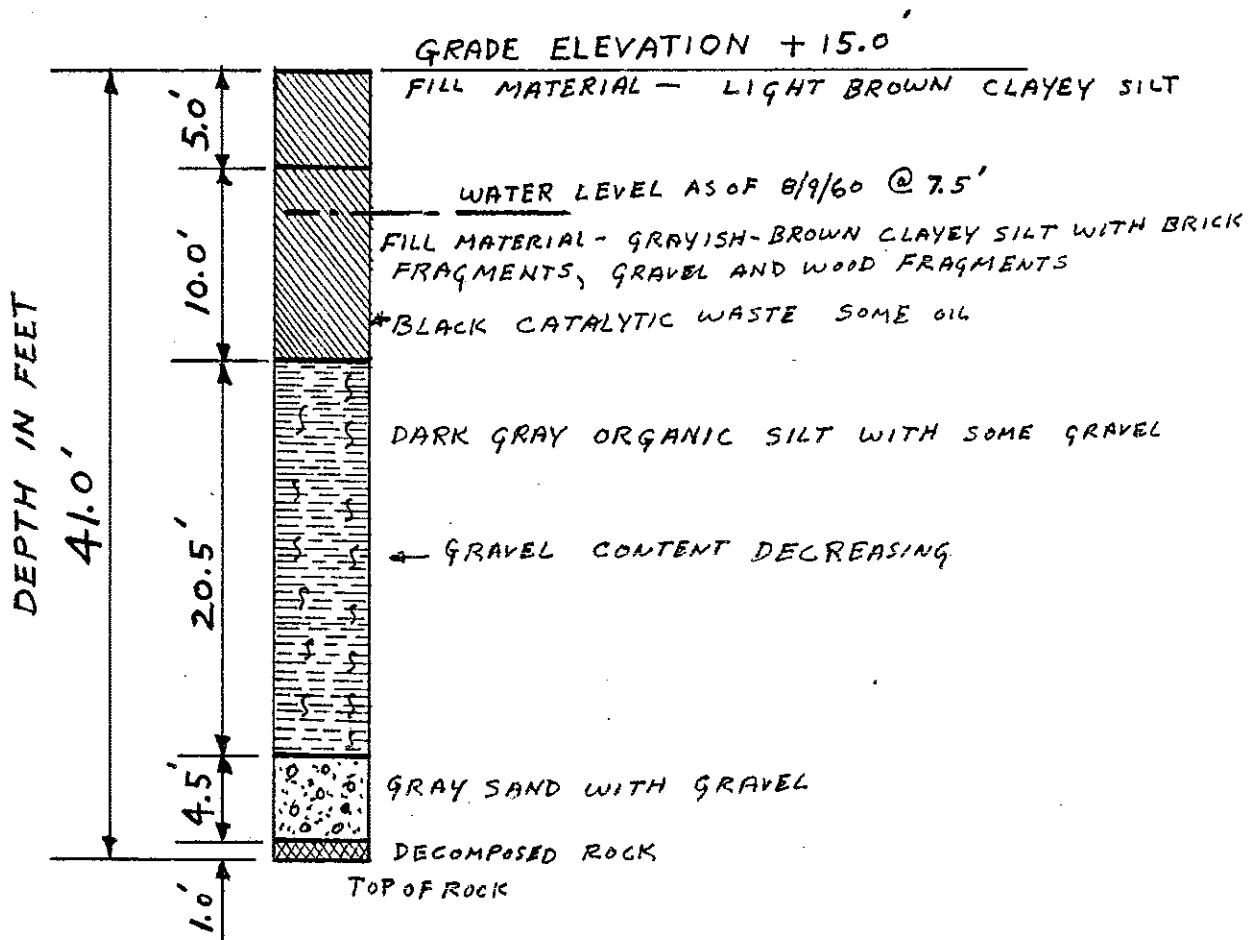 GRADE ELEVATION + 15.0'
FILL MATERIAL — LIGHT BROWN CLAYEY SILT
5.0'
WATER LEVEL AS OF 8/9/60 @ 7.5'
FILL MATERIAL - GRAYISH-BROWN CLAYEY SILT WITH BRICK
FRAGMENTS, GRAVEL AND WOOD FRAGMENTS
10.0'
*BLACK CATALYTIC WASTE SOME OIL
DEPTH IN FEET
41.0'
DARK GRAY ORGANIC SILT WITH SOME GRAVEL
20.5'
← GRAVEL CONTENT DECREASING
4.5'
GRAY SAND WITH GRAVEL
DECOMPOSED ROCK
TOP OF ROCK
1.0'